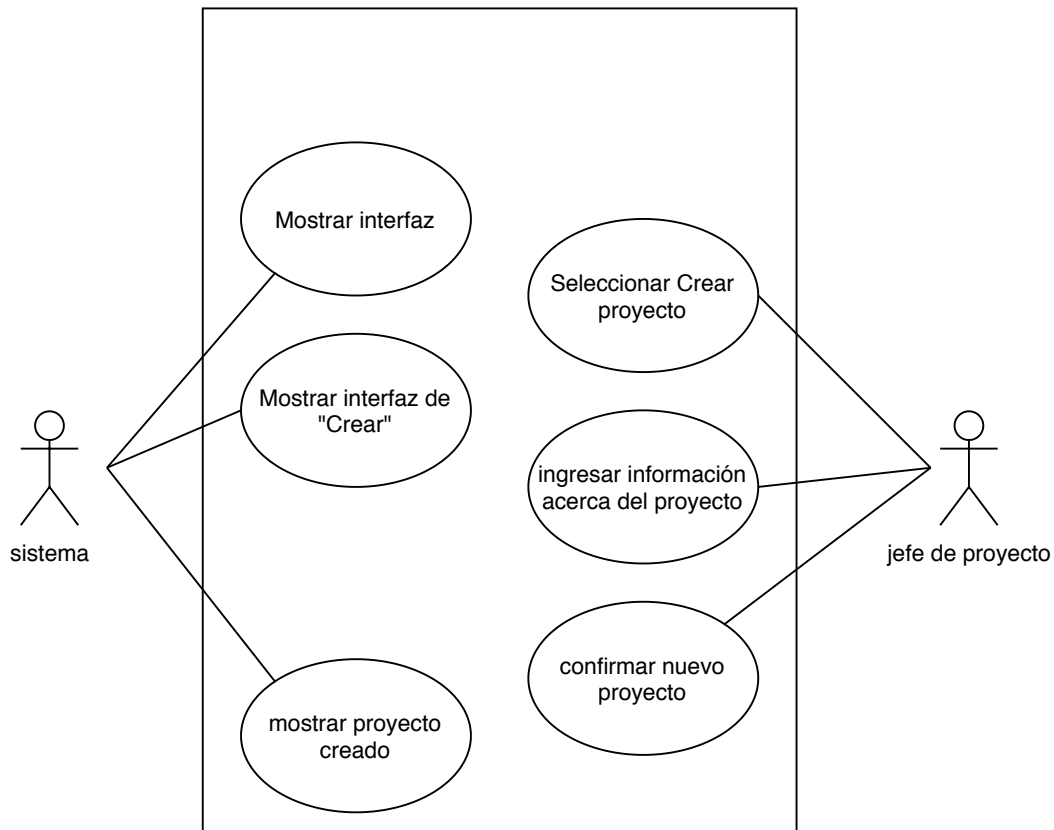 Mostrar interfaz
Seleccionar Crear
proyecto
Mostrar interfaz de
"Crear"
ingresar información
acerca del proyecto
sistema
jefe de proyecto
confirmar nuevo
proyecto
mostrar proyecto
creado